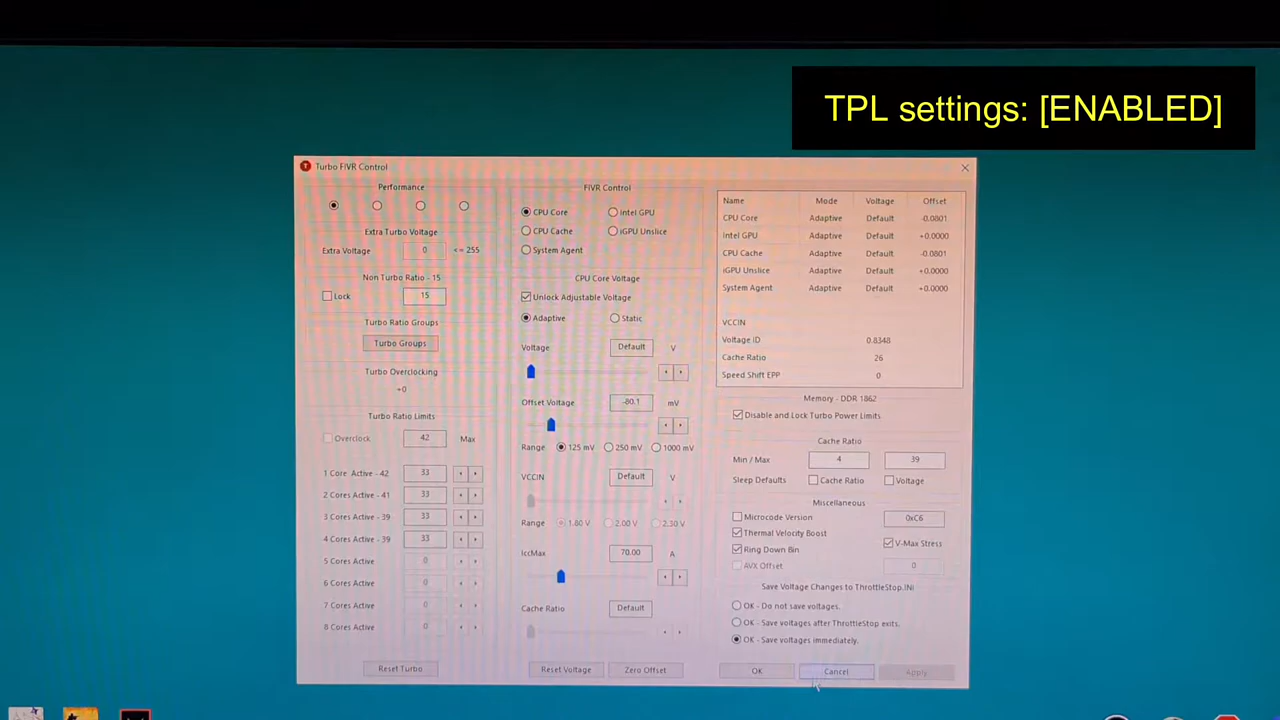 TPL settings: [ENABLED]
Turbo FIVR Control
Performance
Extra Turbo Voltage
Extra Voltage 0 <= 255
Non Turbo Ratio - 15
Lock 15
Turbo Ratio Groups
Turbo Groups
Turbo Overclocking
+0
Turbo Ratio Limits
Overclock 42 Max
1 Core Active - 42 33
2 Cores Active - 41 33
3 Cores Active - 39 33
4 Cores Active - 39 33
5 Cores Active 0
6 Cores Active 0
7 Cores Active 0
8 Cores Active 0
Reset Turbo
FIVR Control
CPU Core Intel GPU
CPU Cache iGPU Unslice
System Agent
CPU Core Voltage
Unlock Adjustable Voltage
Adaptive Static
Voltage Default V
Offset Voltage -80.1 mV
Range 125 mV 250 mV 1000 mV
VCCIN Default V
Range 1.80 V 2.00 V 2.30 V
IccMax 70.00 A
Cache Ratio Default
Reset Voltage Zero Offset
Name Mode Voltage Offset
CPU Core Adaptive Default -0.0801
Intel GPU Adaptive Default +0.0000
CPU Cache Adaptive Default -0.0801
iGPU Unslice Adaptive Default +0.0000
System Agent Adaptive Default +0.0000
VCCIN
Voltage ID 0.8348
Cache Ratio 26
Speed Shift EPP 0
Memory - DDR 1862
Disable and Lock Turbo Power Limits
Cache Ratio
Min / Max 4 39
Sleep Defaults Cache Ratio Voltage
Miscellaneous
Microcode Version 0xC6
Thermal Velocity Boost
Ring Down Bin V-Max Stress
AVX Offset 0
Save Voltage Changes to ThrottleStop.INI
OK - Do not save voltages.
OK - Save voltages after ThrottleStop exits.
OK - Save voltages immediately.
OK Cancel Apply